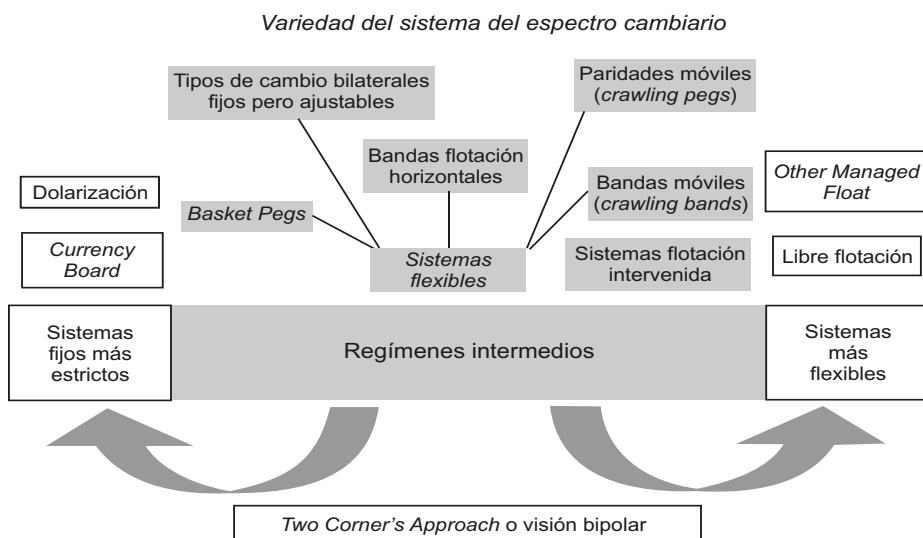 Variedad del sistema del espectro cambiario
Tipos de cambio bilaterales
fijos pero ajustables
Paridades móviles
(crawling pegs)
Bandas flotación
horizontales
Dolarización
Basket Pegs
Bandas móviles
(crawling bands)
Other Managed
Float
Currency
Board
Sistemas
flexibles
Sistemas flotación
intervenida
Libre flotación
Sistemas
fijos más
estrictos
Regímenes intermedios
Sistemas
más
flexibles
Two Corner's Approach o visión bipolar